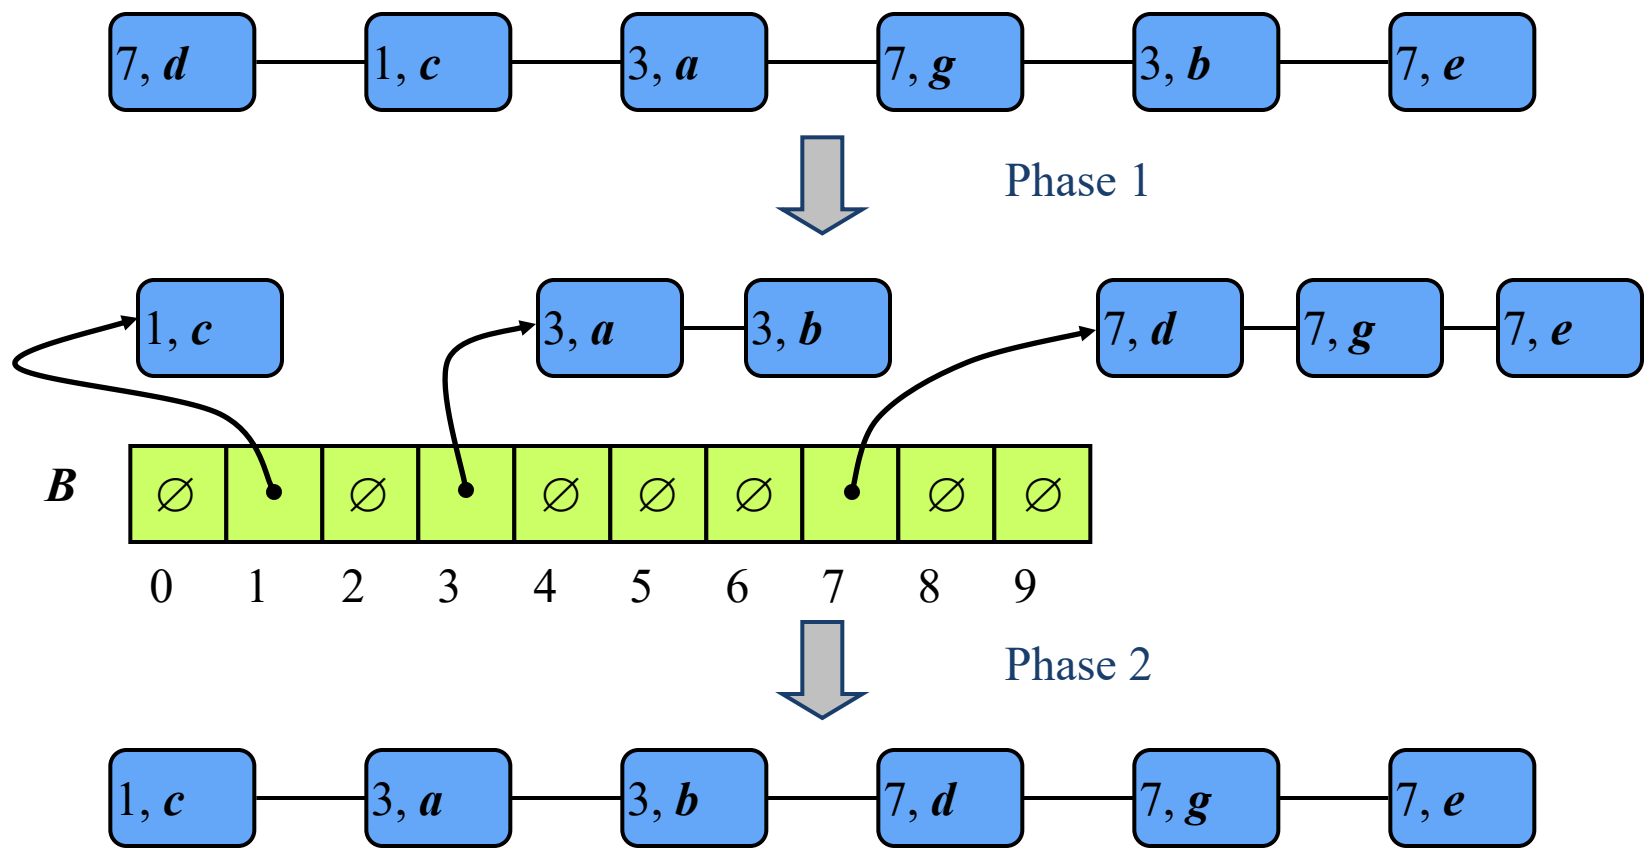 7, d 1, c 3, a 7, g 3, b 7, e
Phase 1
1, c 3, a 3, b 7, d 7, g 7, e
B ∅ ∅ ∅ ∅ ∅ ∅ ∅
0 1 2 3 4 5 6 7 8 9
Phase 2
1, c 3, a 3, b 7, d 7, g 7, e